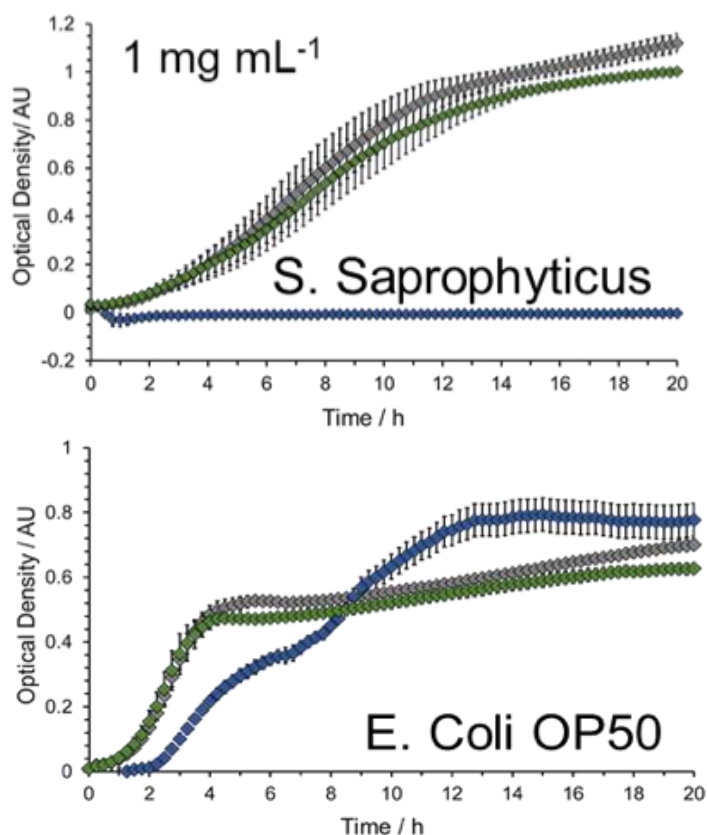 1.2
1 mg mL⁻¹
1
0.8
0.6
0.4
0.2
0
-0.2
Optical Density/ AU
S. Saprophyticus
0 2 4 6 8 10 12 14 16 18 20
Time / h
1
0.8
0.6
0.4
0.2
0
Optical Density / AU
E. Coli OP50
0 2 4 6 8 10 12 14 16 18 20
Time / h